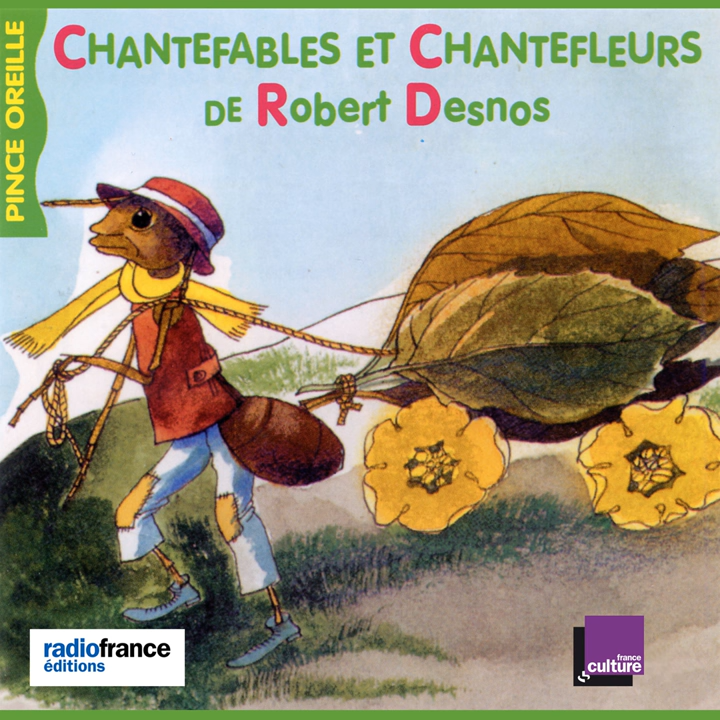 PINCE OREILLE
CHANTEFABLES ET CHANTEFLEURS
DE Robert Desnos
radiofrance
éditions
france
culture